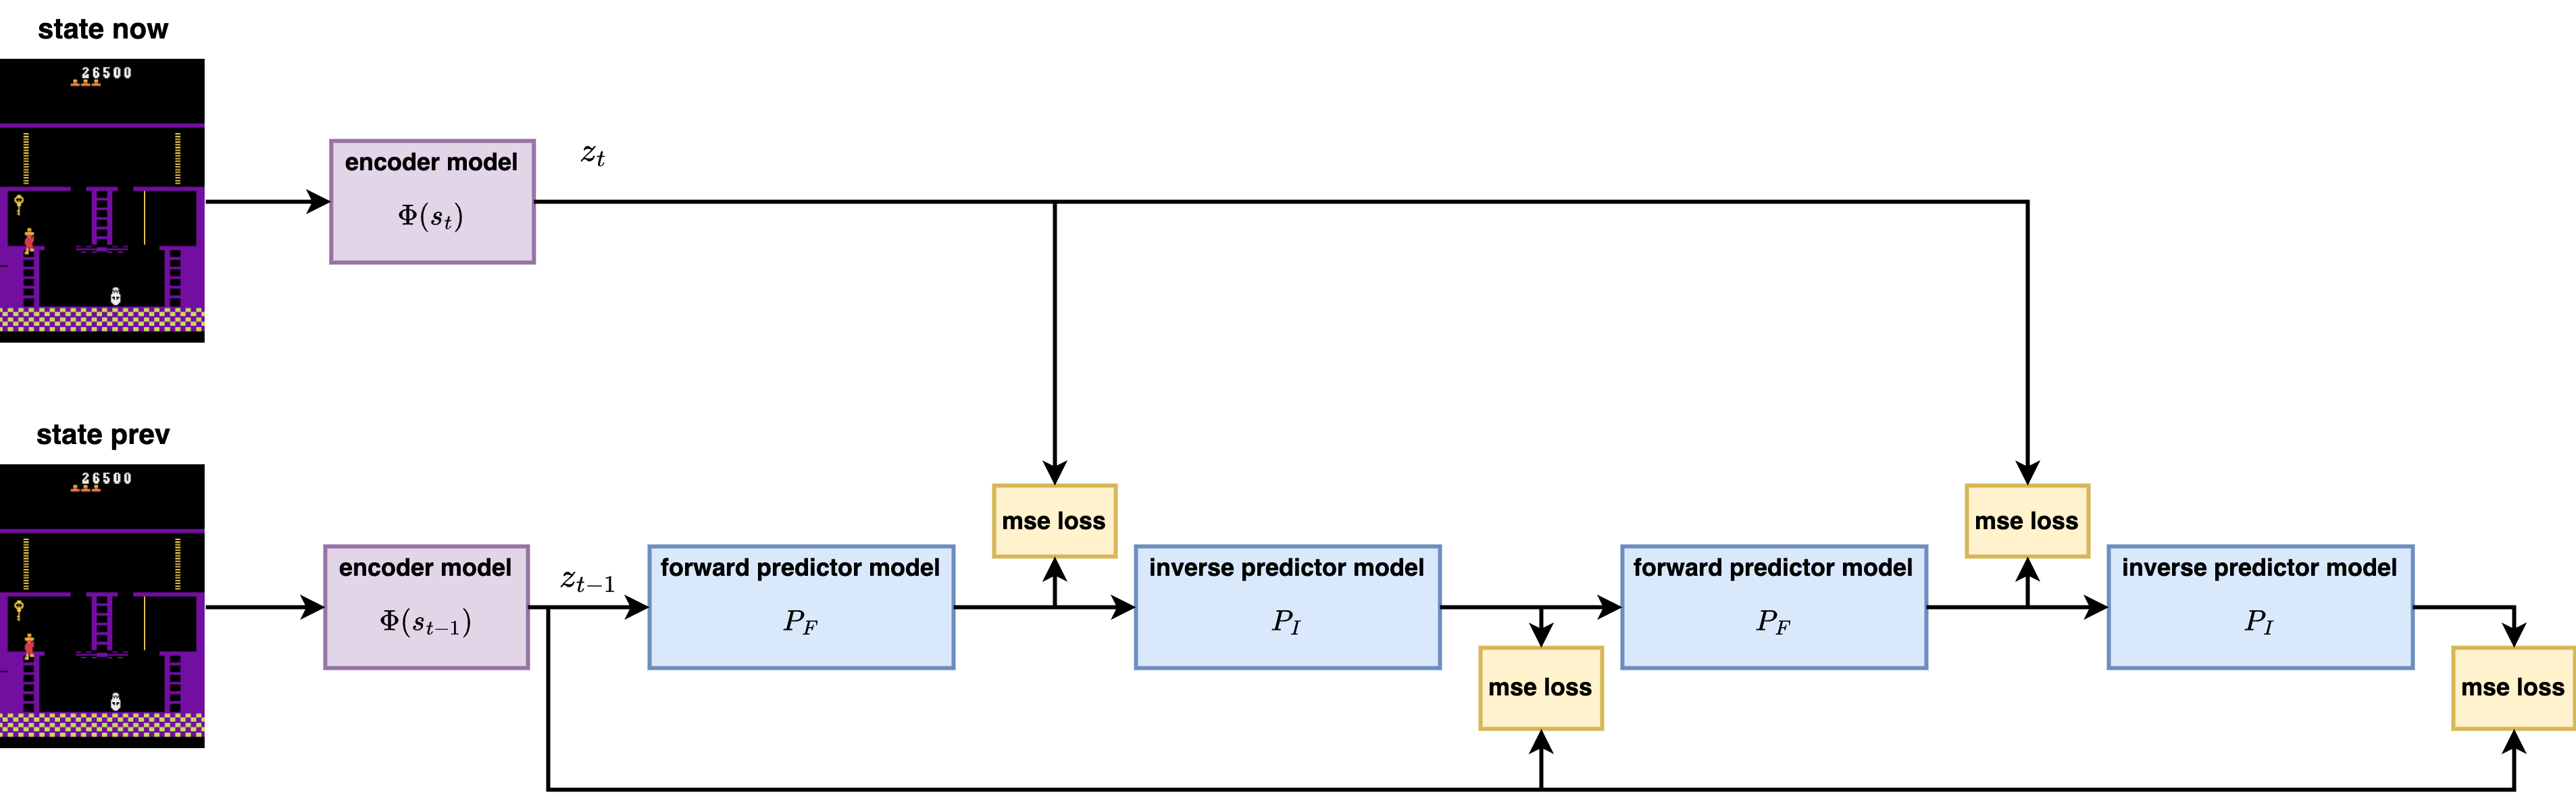 state now
26500
encoder model
Φ(s_t)
z_t
state prev
26500
encoder model
Φ(s_{t−1})
z_{t−1}
forward predictor model
P_F
mse loss
inverse predictor model
P_I
mse loss
forward predictor model
P_F
mse loss
inverse predictor model
P_I
mse loss